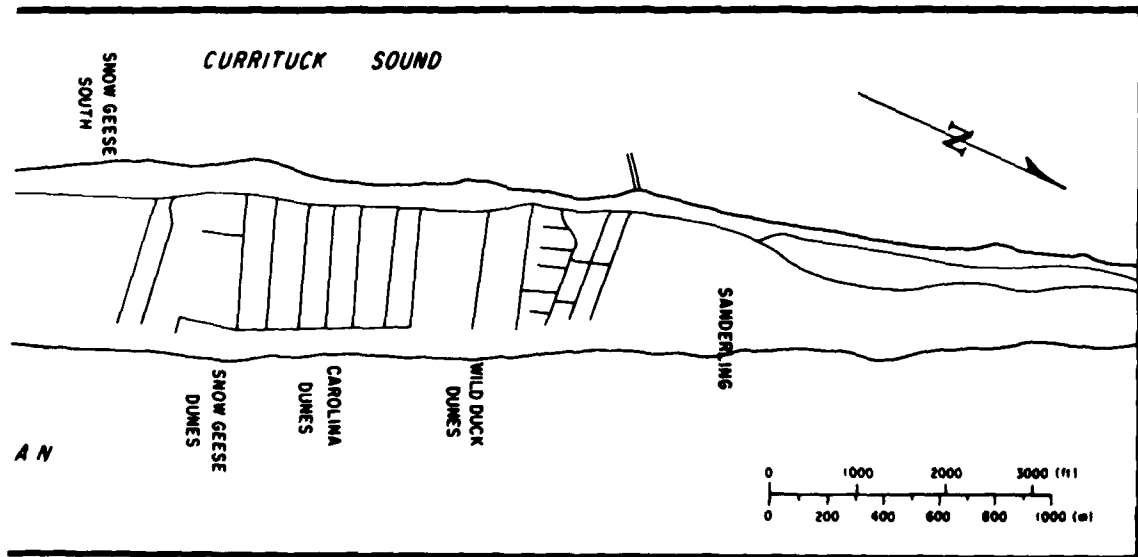 CURRITUCK SOUND
SNOW GEESE
SOUTH
N
SANDERLING
WILD DUCK
DUNES
CAROLINA
DUNES
SNOW GEESE
DUNES
A N
0 1000 2000 3000 (ft)
0 200 400 600 800 1000 (m)